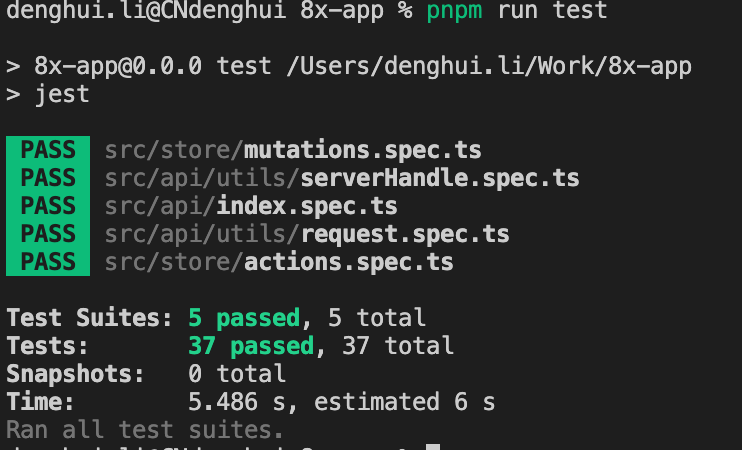 denghui.li@CNdenghui 8x-app % pnpm run test
> 8x-app@0.0.0 test /Users/denghui.li/Work/8x-app
> jest
PASS src/store/mutations.spec.ts
PASS src/api/utils/serverHandle.spec.ts
PASS src/api/index.spec.ts
PASS src/api/utils/request.spec.ts
PASS src/store/actions.spec.ts
Test Suites: 5 passed, 5 total
Tests: 37 passed, 37 total
Snapshots: 0 total
Time: 5.486 s, estimated 6 s
Ran all test suites.